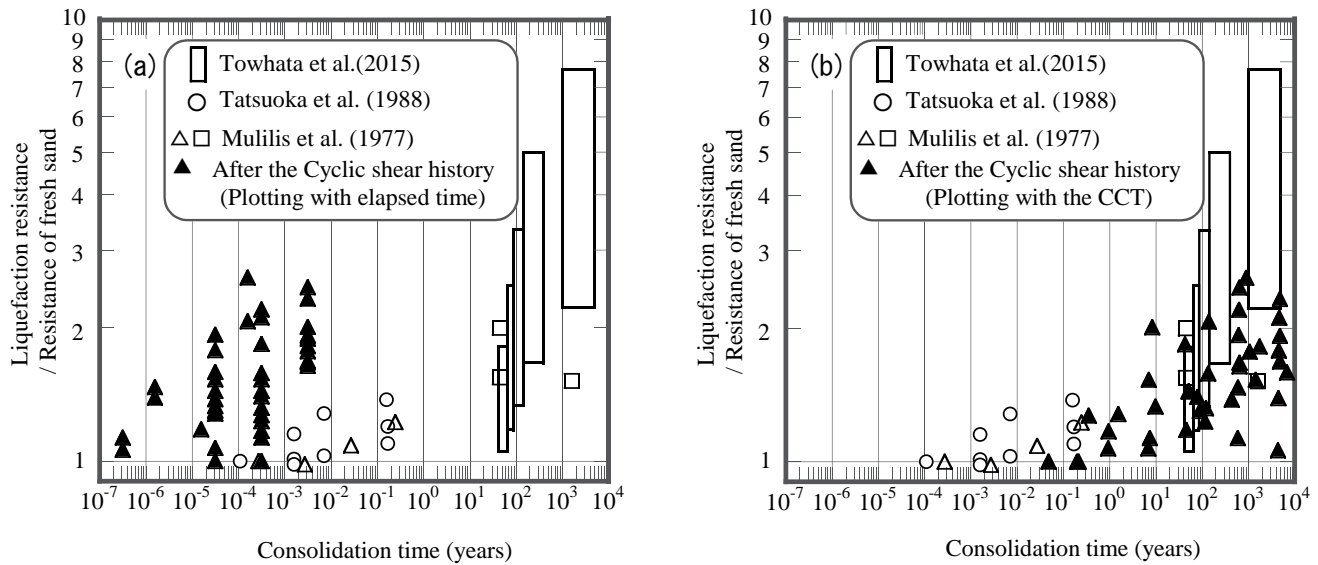 (a)
Towhata et al.(2015)
Tatsuoka et al. (1988)
Mulilis et al. (1977)
After the Cyclic shear history
(Plotting with elapsed time)
10
9
8
7
6
5
4
3
2
1
Liquefaction resistance
/ Resistance of fresh sand
10⁻⁷ 10⁻⁶ 10⁻⁵ 10⁻⁴ 10⁻³ 10⁻² 10⁻¹ 10⁰ 10¹ 10² 10³ 10⁴
Consolidation time (years)
(b)
Towhata et al.(2015)
Tatsuoka et al. (1988)
Mulilis et al. (1977)
After the Cyclic shear history
(Plotting with the CCT)
10
9
8
7
6
5
4
3
2
1
Liquefaction resistance
/ Resistance of fresh sand
10⁻⁷ 10⁻⁶ 10⁻⁵ 10⁻⁴ 10⁻³ 10⁻² 10⁻¹ 10⁰ 10¹ 10² 10³ 10⁴
Consolidation time (years)